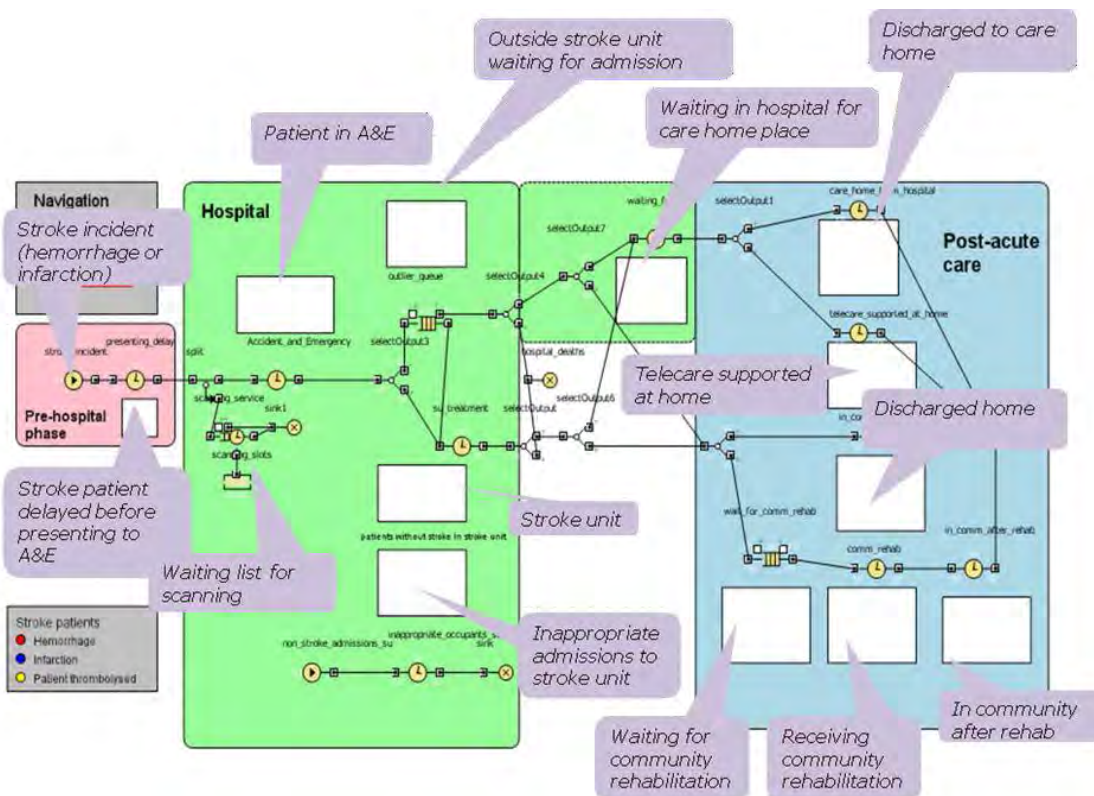 Outside stroke unit
waiting for admission
Discharged to care
home
Patient in A&E
Waiting in hospital for
care home place
Navigation
Stroke incident
(hemorrhage or
infarction)
Hospital
outlier_queue
Accident_and_Emergency
selectOutput3
selectOutput4
selectOutput7
selectOutput1
Post-acute
care
telecare_supported_at_home
presenting_delay
split
Pre-hospital
phase
scanning_slots
sink1
su_treatment
selectOutput
hospital_deaths
selectOutput6
Telecare supported
at home
Discharged home
Stroke patient
delayed before
presenting to
A&E
Waiting list for
scanning
Stroke unit
patients without stroke in stroke unit
wait_for_comm_rehab
comm_rehab
in_comm_after_rehab
Stroke patients
Hemorrhage
Infarction
Patient thrombolysed
non_stroke_admissions_su
sink
Inappropriate
admissions to
stroke unit
Waiting for
community
rehabilitation
Receiving
community
rehabilitation
In community
after rehab